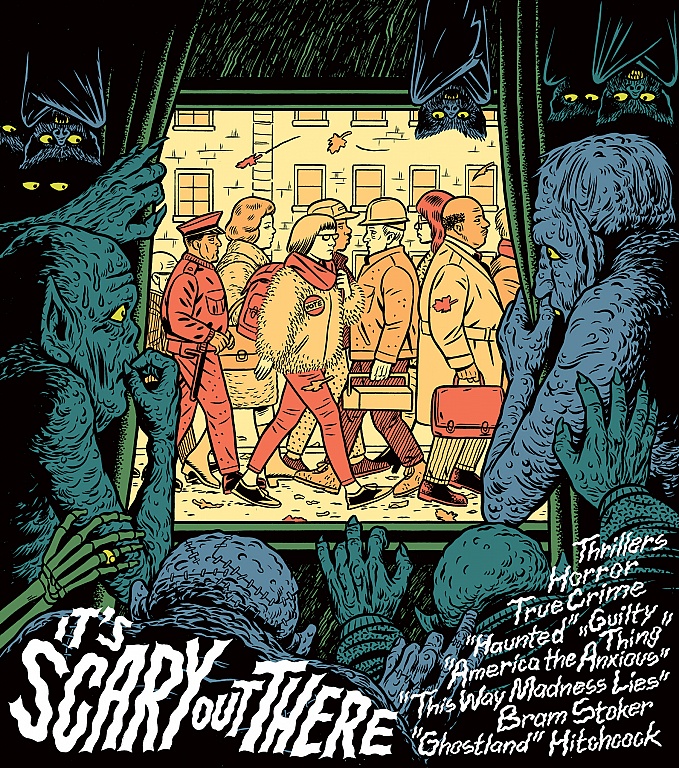 VOTE
IT'S
SCARY OUT THERE
Thrillers
Horror
True Crime
"Haunted" "Guilty
Thing"
"America the Anxious"
"This Way Madness Lies"
Bram Stoker
"Ghostland" Hitchcock